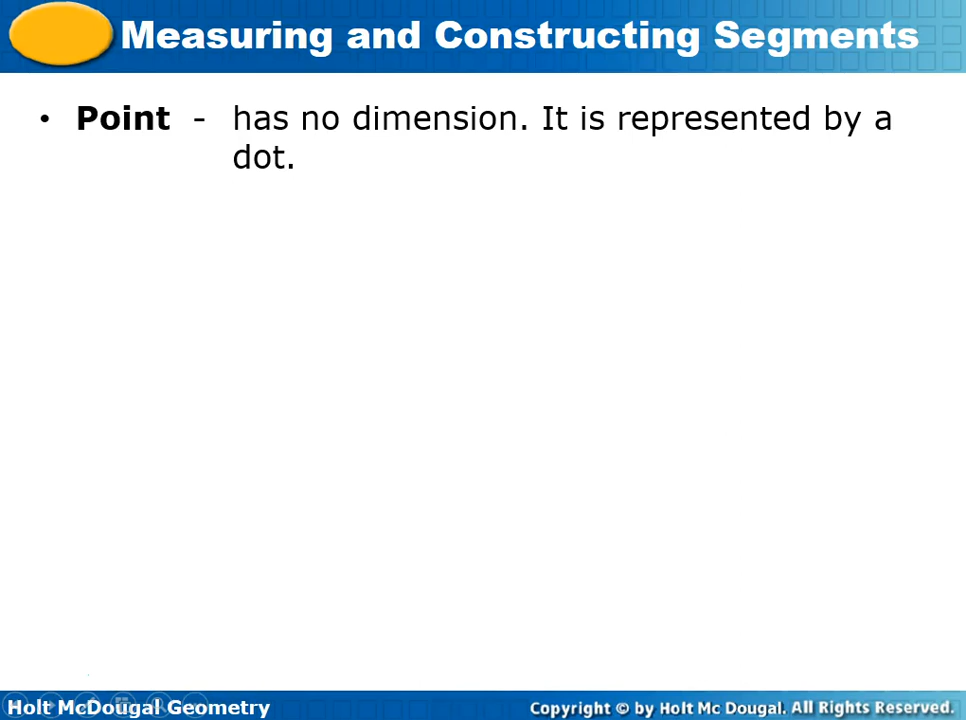 Measuring and Constructing Segments
• Point - has no dimension. It is represented by a
dot.
Holt McDougal Geometry
Copyright © by Holt Mc Dougal. All Rights Reserved.